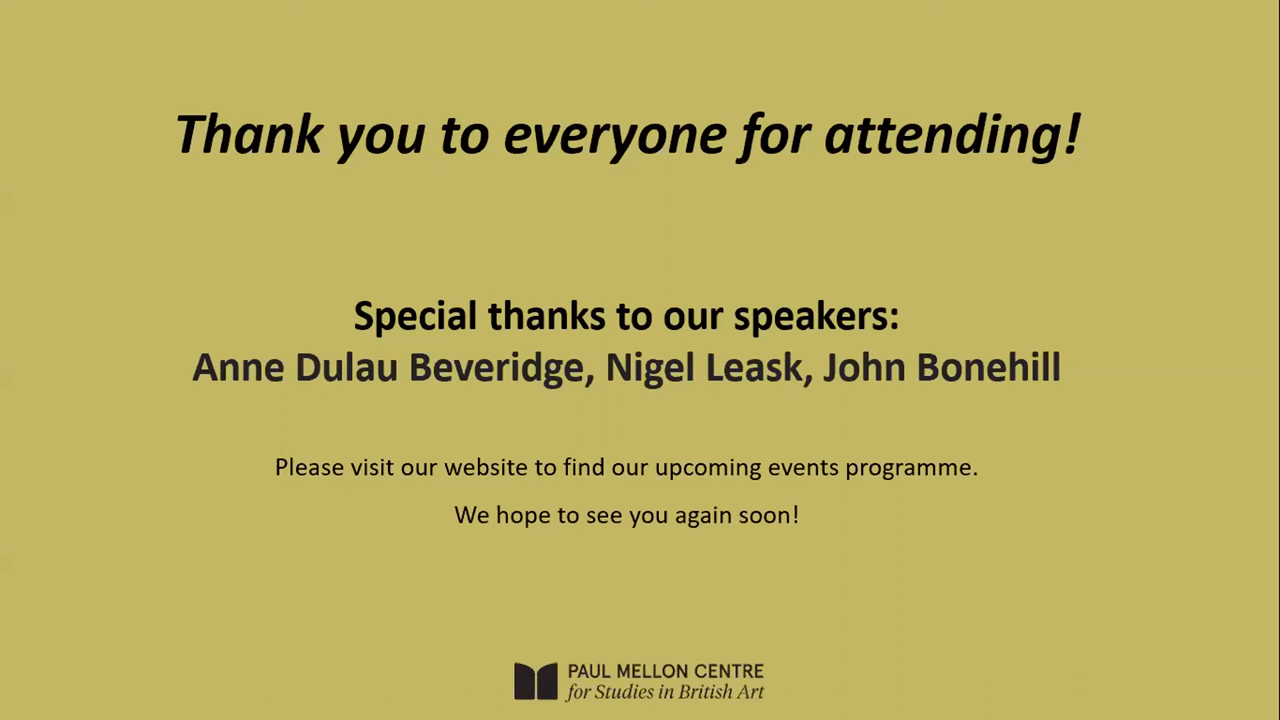 Thank you to everyone for attending!
Special thanks to our speakers:
Anne Dulau Beveridge, Nigel Leask, John Bonehill
Please visit our website to find our upcoming events programme.
We hope to see you again soon!
PAUL MELLON CENTRE
for Studies in British Art